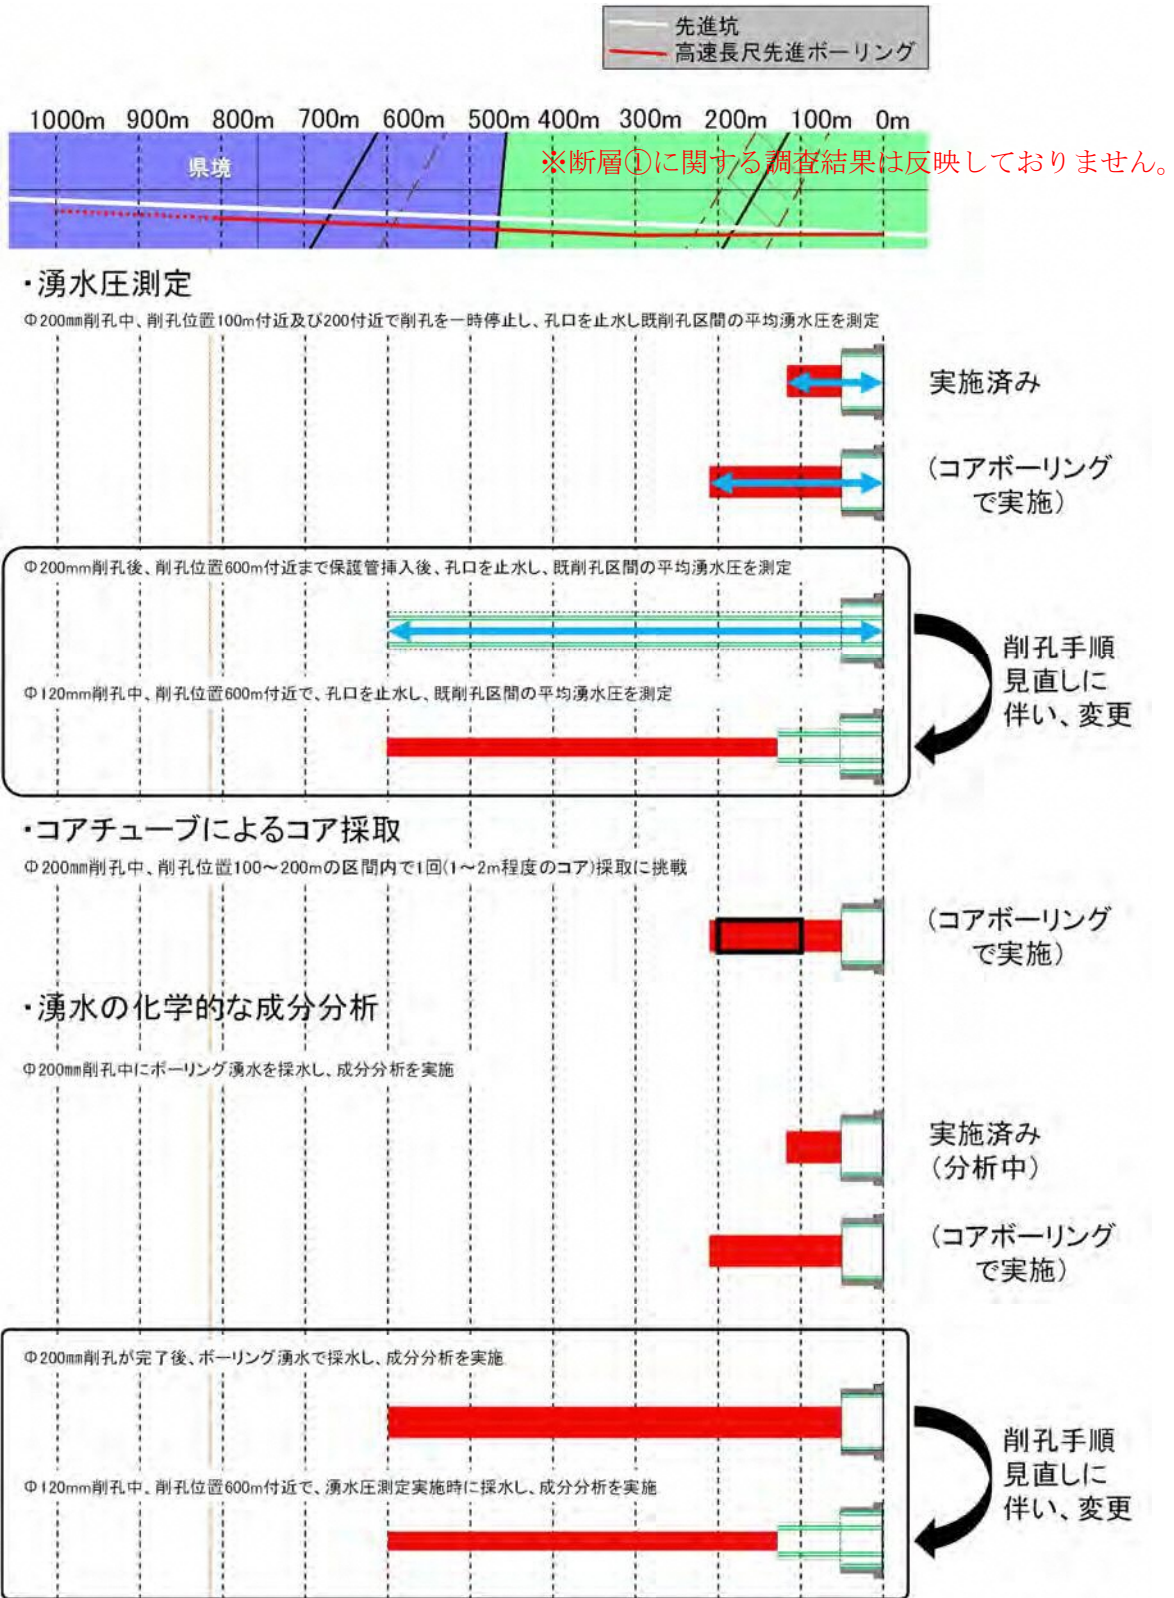 先進坑
高速長尺先進ボーリング
1000m 900m 800m 700m 600m 500m 400m 300m 200m 100m 0m
県境
※断層①に関する調査結果は反映しておりません。
・湧水圧測定
Φ200mm削孔中、削孔位置100m付近及び200付近で削孔を一時停止し、孔口を止水し既削孔区間の平均湧水圧を測定
実施済み
（コアボーリング
で実施）
Φ200mm削孔後、削孔位置600m付近まで保護管挿入後、孔口を止水し、既削孔区間の平均湧水圧を測定
削孔手順
見直しに
伴い、変更
Φ120mm削孔中、削孔位置600m付近で、孔口を止水し、既削孔区間の平均湧水圧を測定
・コアチューブによるコア採取
Φ200mm削孔中、削孔位置100～200mの区間内で1回(1～2m程度のコア)採取に挑戦
（コアボーリング
で実施）
・湧水の化学的な成分分析
Φ200mm削孔中にボーリング湧水を採水し、成分分析を実施
実施済み
（分析中）
（コアボーリング
で実施）
Φ200mm削孔が完了後、ボーリング湧水で採水し、成分分析を実施
削孔手順
見直しに
伴い、変更
Φ120mm削孔中、削孔位置600m付近で、湧水圧測定実施時に採水し、成分分析を実施